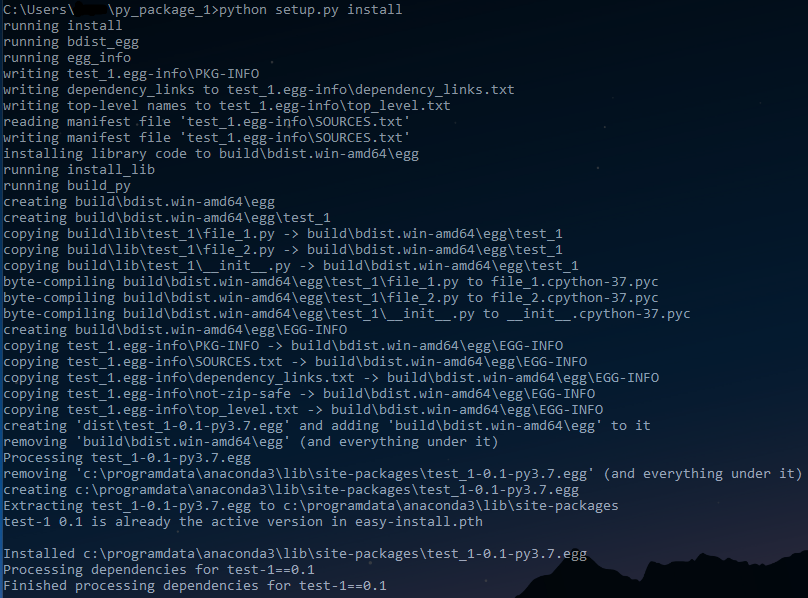 C:\Users\ \py_package_1>python setup.py install
running install
running bdist_egg
running egg_info
writing test_1.egg-info\PKG-INFO
writing dependency_links to test_1.egg-info\dependency_links.txt
writing top-level names to test_1.egg-info\top_level.txt
reading manifest file 'test_1.egg-info\SOURCES.txt'
writing manifest file 'test_1.egg-info\SOURCES.txt'
installing library code to build\bdist.win-amd64\egg
running install_lib
running build_py
creating build\bdist.win-amd64\egg
creating build\bdist.win-amd64\egg\test_1
copying build\lib\test_1\file_1.py -> build\bdist.win-amd64\egg\test_1
copying build\lib\test_1\file_2.py -> build\bdist.win-amd64\egg\test_1
copying build\lib\test_1\__init__.py -> build\bdist.win-amd64\egg\test_1
byte-compiling build\bdist.win-amd64\egg\test_1\file_1.py to file_1.cpython-37.pyc
byte-compiling build\bdist.win-amd64\egg\test_1\file_2.py to file_2.cpython-37.pyc
byte-compiling build\bdist.win-amd64\egg\test_1\__init__.py to __init__.cpython-37.pyc
creating build\bdist.win-amd64\egg\EGG-INFO
copying test_1.egg-info\PKG-INFO -> build\bdist.win-amd64\egg\EGG-INFO
copying test_1.egg-info\SOURCES.txt -> build\bdist.win-amd64\egg\EGG-INFO
copying test_1.egg-info\dependency_links.txt -> build\bdist.win-amd64\egg\EGG-INFO
copying test_1.egg-info\not-zip-safe -> build\bdist.win-amd64\egg\EGG-INFO
copying test_1.egg-info\top_level.txt -> build\bdist.win-amd64\egg\EGG-INFO
creating 'dist\test_1-0.1-py3.7.egg' and adding 'build\bdist.win-amd64\egg' to it
removing 'build\bdist.win-amd64\egg' (and everything under it)
Processing test_1-0.1-py3.7.egg
removing 'c:\programdata\anaconda3\lib\site-packages\test_1-0.1-py3.7.egg' (and everything under it)
creating c:\programdata\anaconda3\lib\site-packages\test_1-0.1-py3.7.egg
Extracting test_1-0.1-py3.7.egg to c:\programdata\anaconda3\lib\site-packages
test-1 0.1 is already the active version in easy-install.pth

Installed c:\programdata\anaconda3\lib\site-packages\test_1-0.1-py3.7.egg
Processing dependencies for test-1==0.1
Finished processing dependencies for test-1==0.1